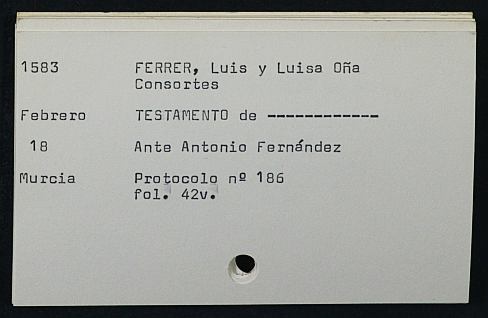 1583 FERRER, Luis y Luisa Oña
Consortes
Febrero TESTAMENTO de ------------
18 Ante Antonio Fernández
Murcia Protocolo nº 186
fol. 42v.